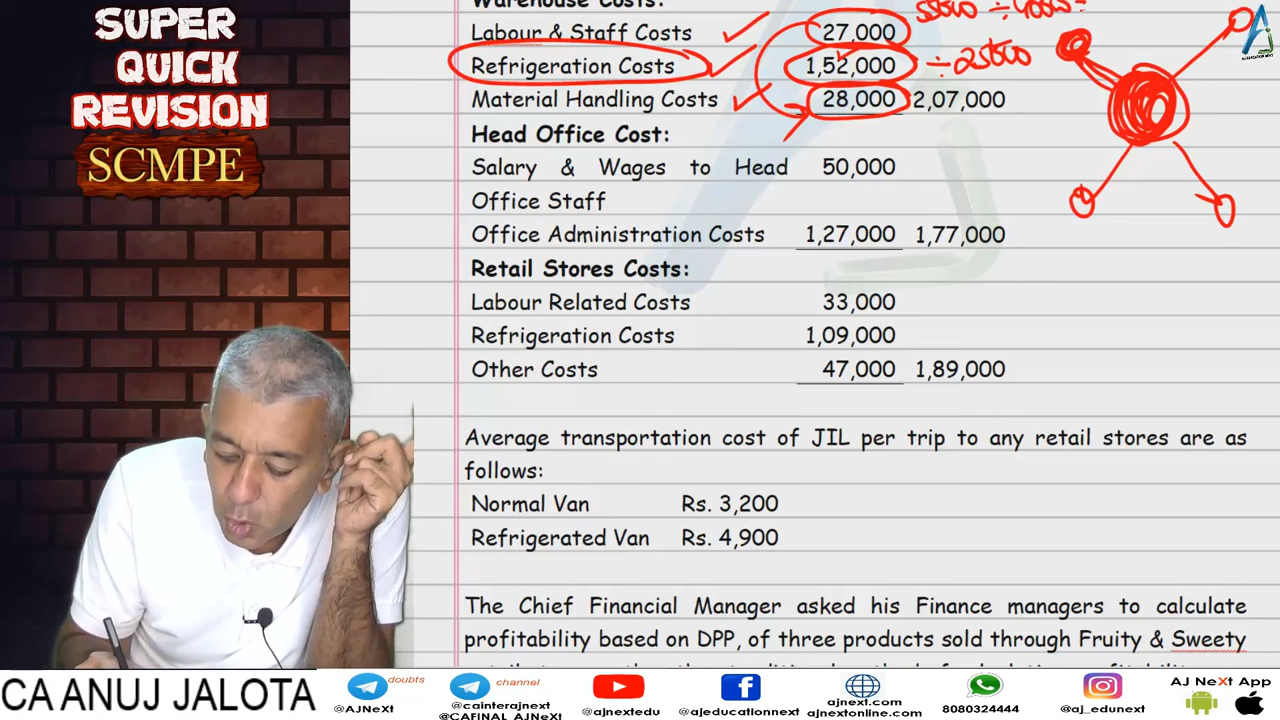 SUPER
QUICK
REVISION
SCMPE
Warehouse Costs:
Labour & Staff Costs 27,000
Refrigeration Costs 1,52,000
Material Handling Costs 28,000 2,07,000
Head Office Cost:
Salary & Wages to Head 50,000
Office Staff
Office Administration Costs 1,27,000 1,77,000
Retail Stores Costs:
Labour Related Costs 33,000
Refrigeration Costs 1,09,000
Other Costs 47,000 1,89,000
Average transportation cost of JIL per trip to any retail stores are as
follows:
Normal Van Rs. 3,200
Refrigerated Van Rs. 4,900
The Chief Financial Manager asked his Finance managers to calculate
profitability based on DPP, of three products sold through Fruity & Sweety
CA ANUJ JALOTA
doubts
@AJNeXt
channel
@cainterajnext
@CAFINAL_AJNeXt
@ajnextedu
@ajeducationnext
ajnext.com
ajnextonline.com
8080324444
@aj_edunext
AJ NeXt App